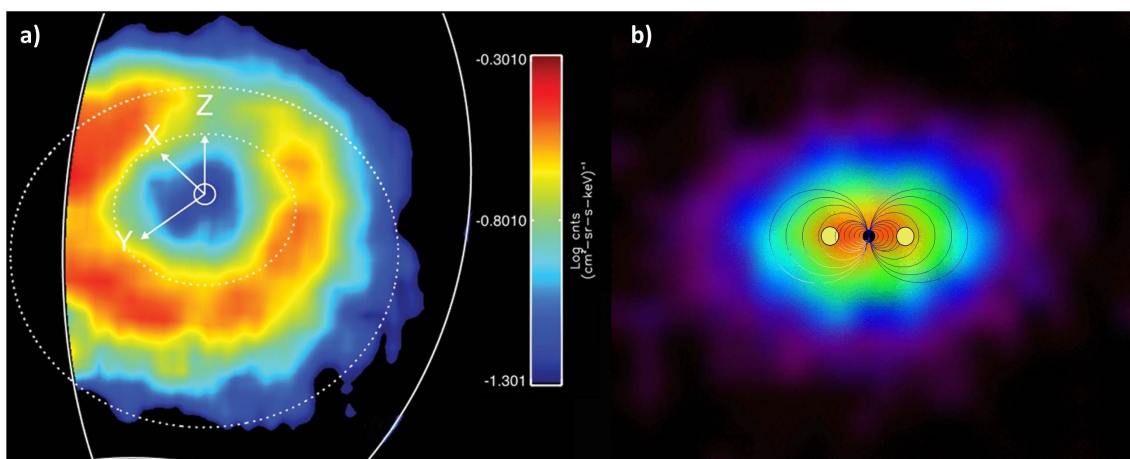 a)
Z
X
Y
-0.3010
-0.8010
-1.301
Log cnts
(cm²-sr-s-keV)⁻¹
b)